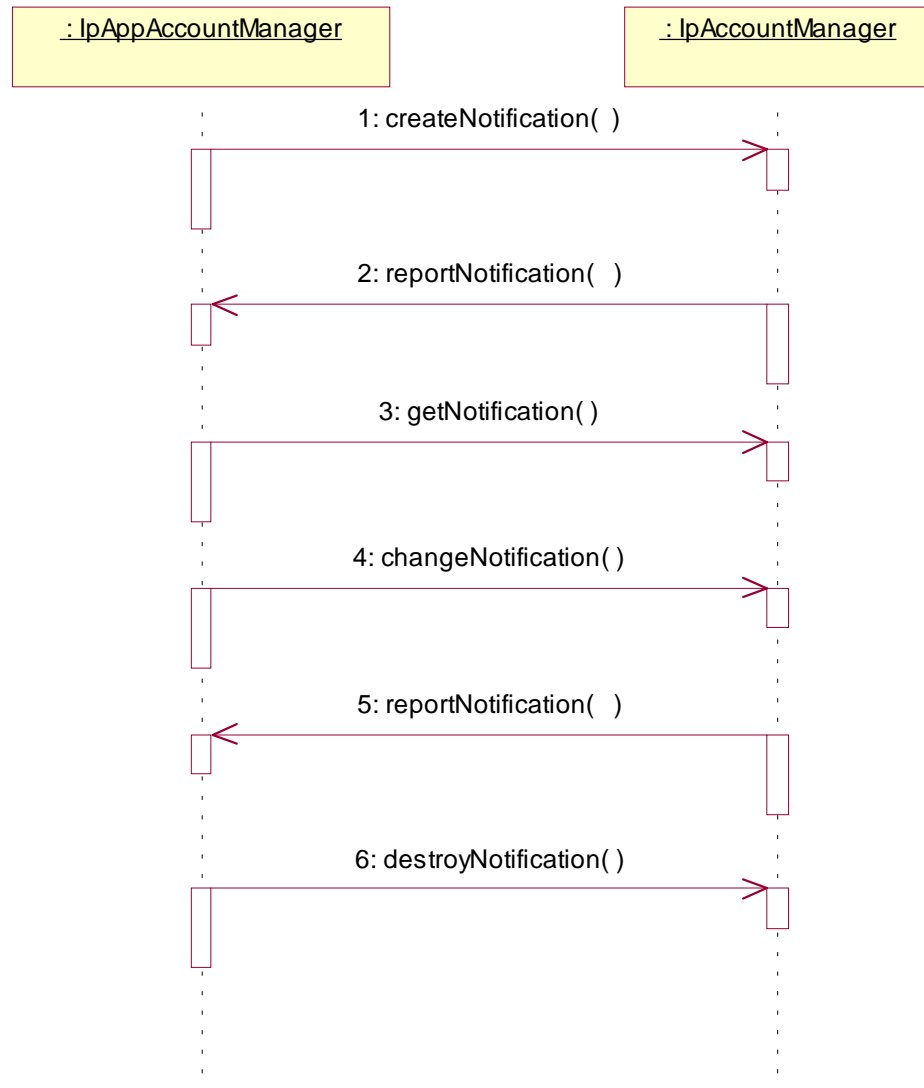 : IpAppAccountManager
: IpAccountManager
1: createNotification( )
2: reportNotification( )
3: getNotification( )
4: changeNotification( )
5: reportNotification( )
6: destroyNotification( )